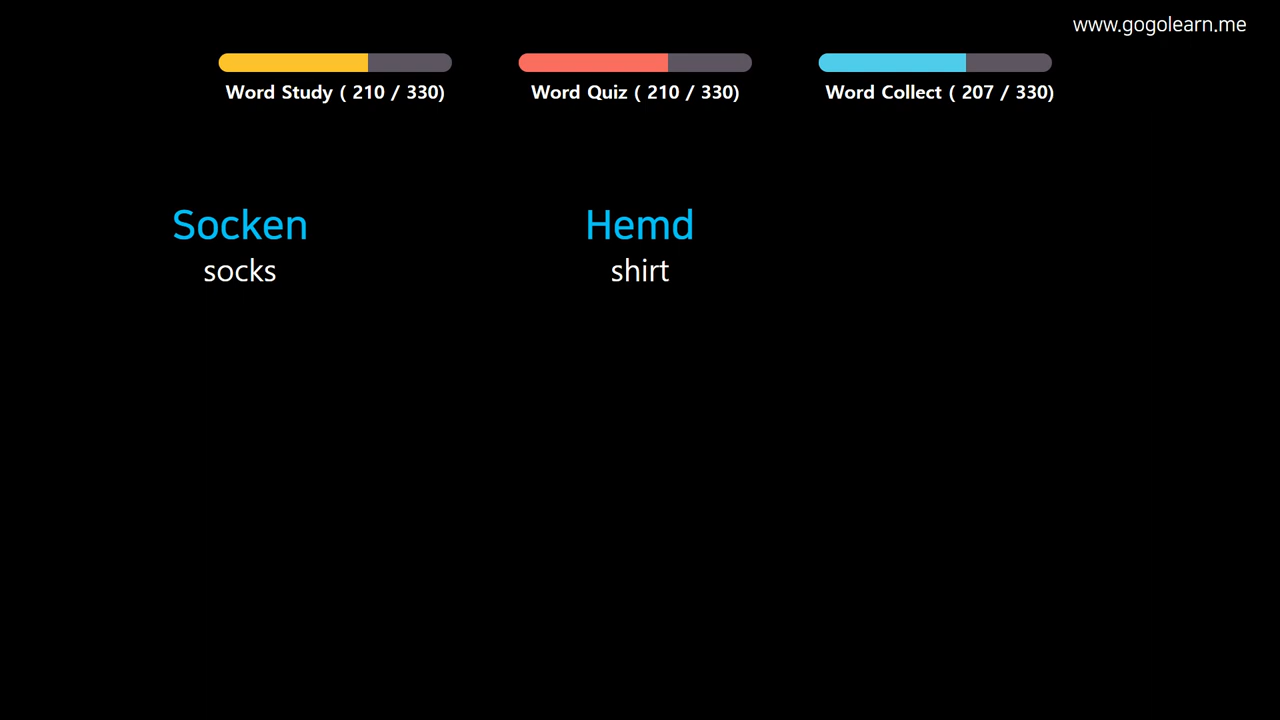 www.gogolearn.me
Word Study ( 210 / 330)
Word Quiz ( 210 / 330)
Word Collect ( 207 / 330)
Socken
socks
Hemd
shirt